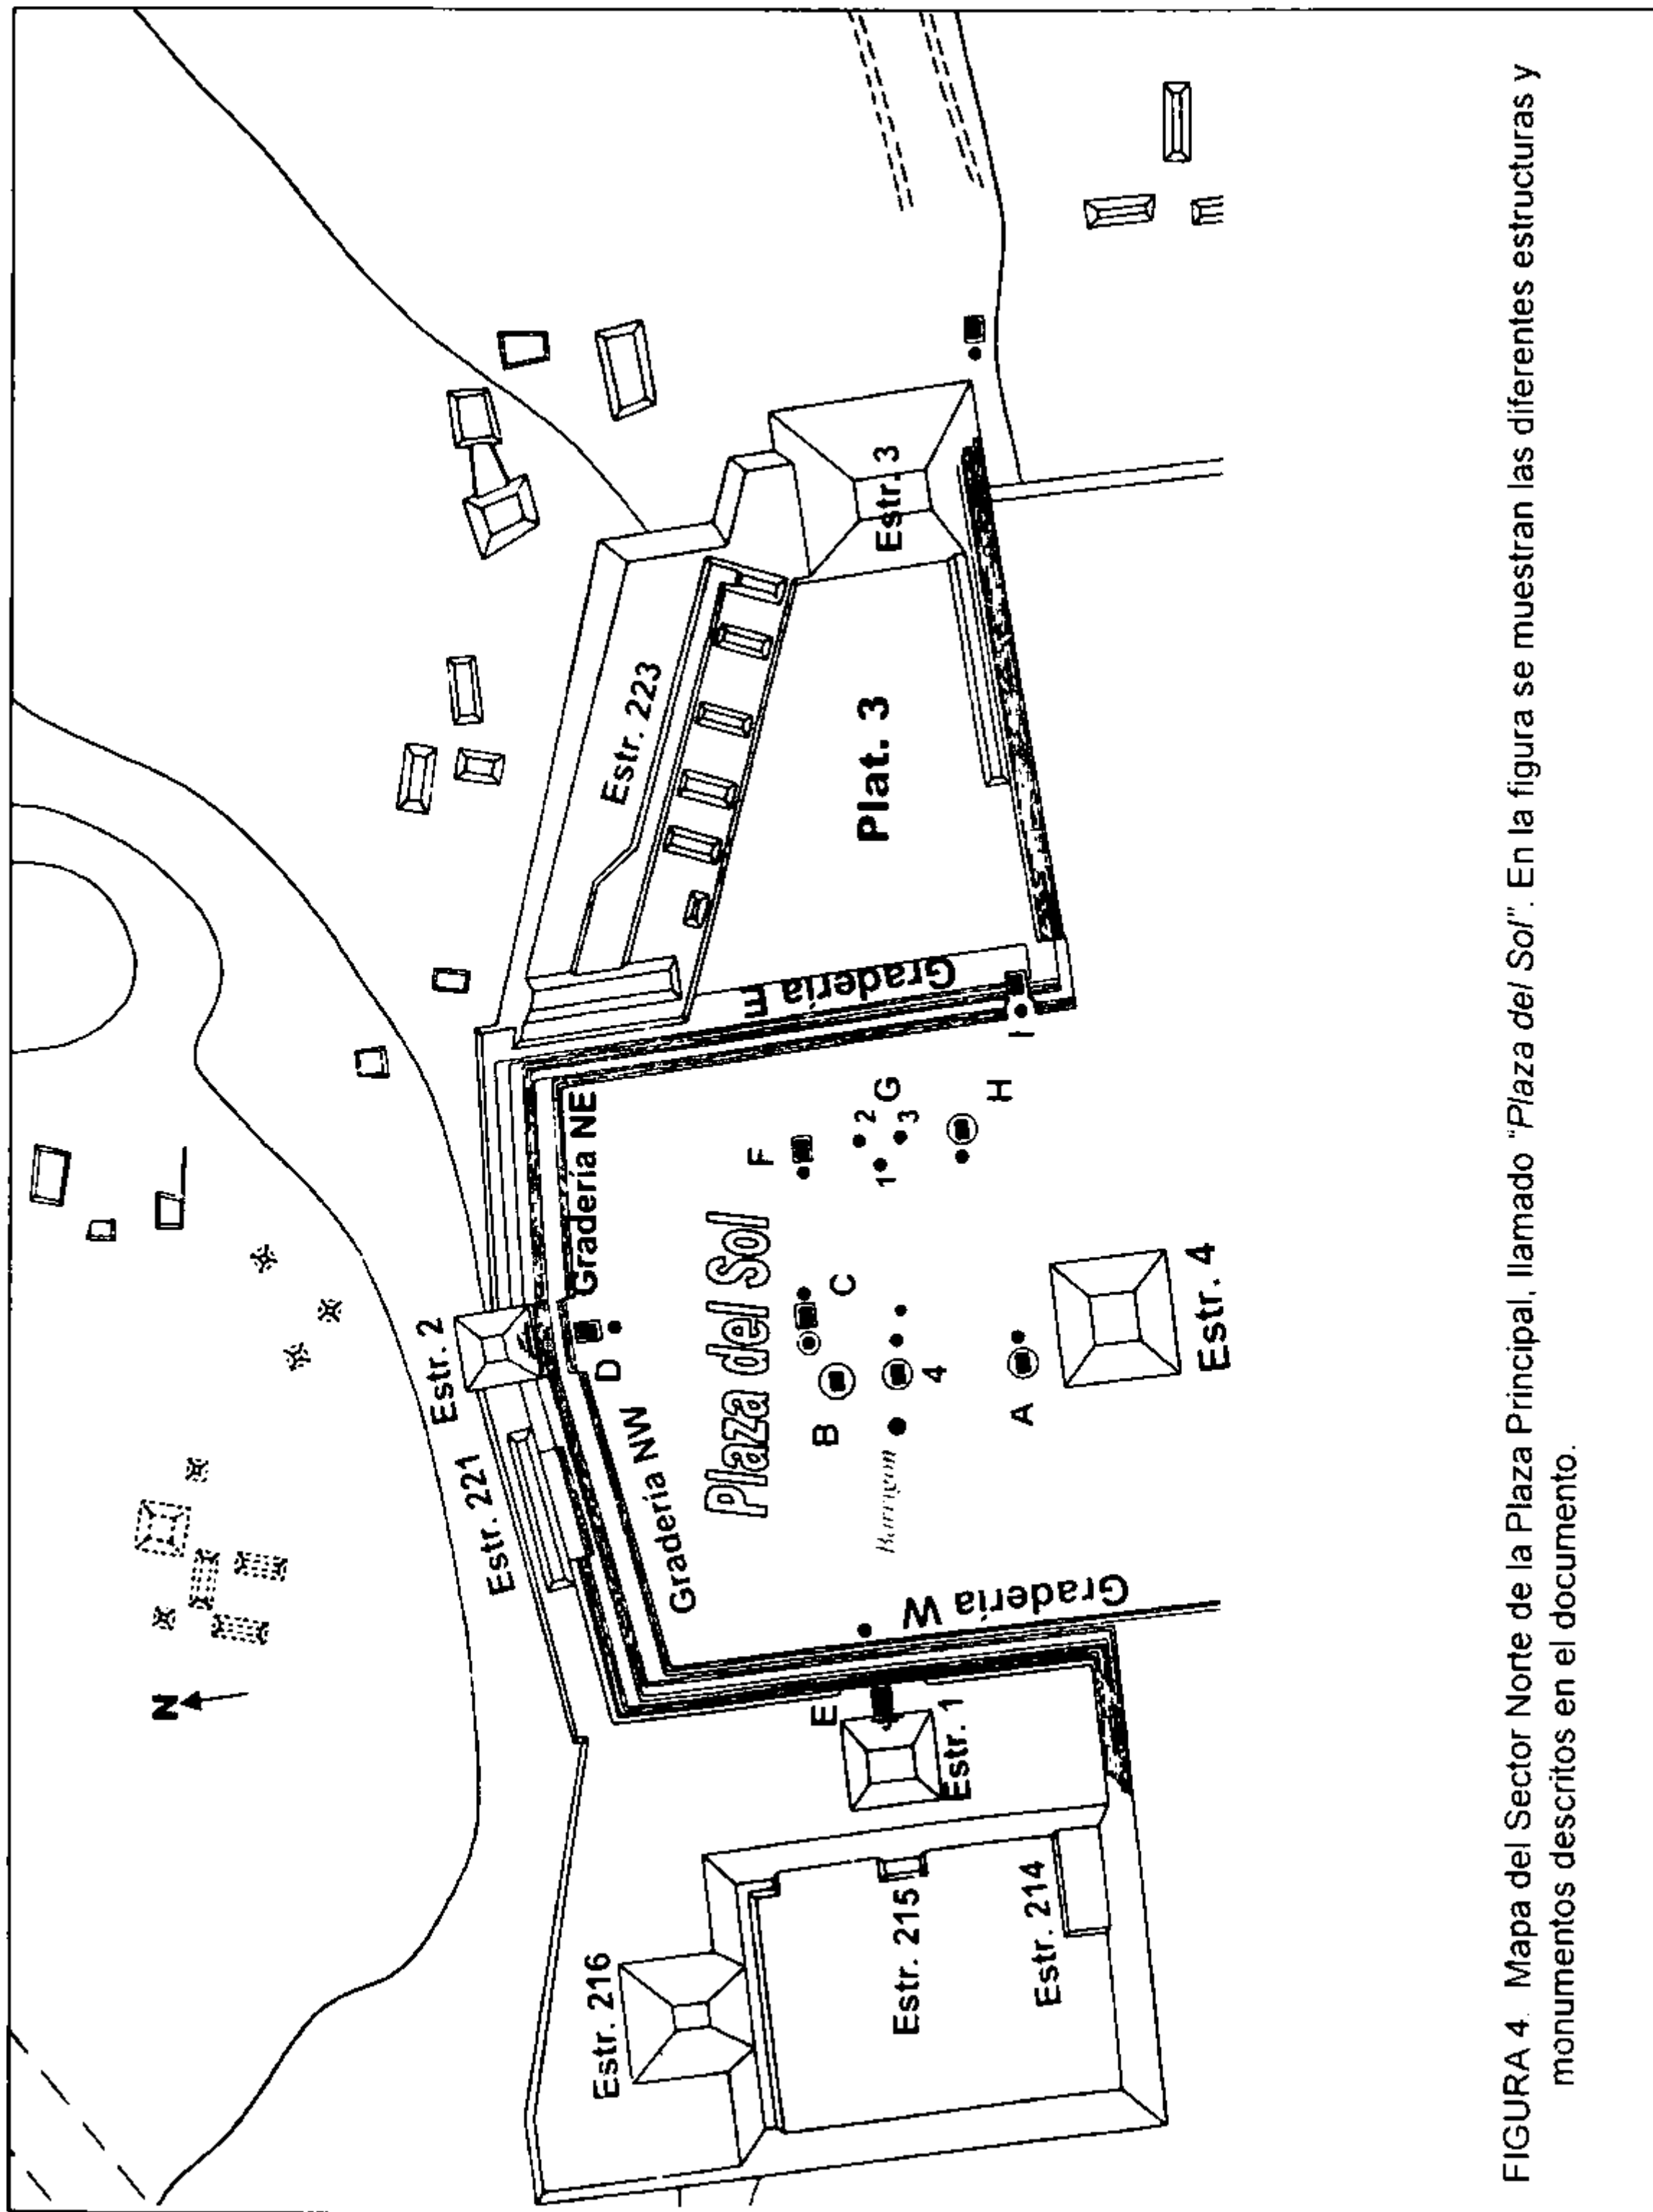 N
Estr. 2
Estr. 221
Gradería NE
D
Gradería NW
Estr. 223
Plaza del Sol
F
Plat. 3
Estr. 3
Gradería E
C
B
2
G
1
3
4
H
I
A
Estr. 4
Barrigon
Gradería W
E
Estr. 1
Estr. 216
Estr. 215
Estr. 214
FIGURA 4. Mapa del Sector Norte de la Plaza Principal, llamado "Plaza del Sol". En la figura se muestran las diferentes estructuras y
monumentos descritos en el documento.